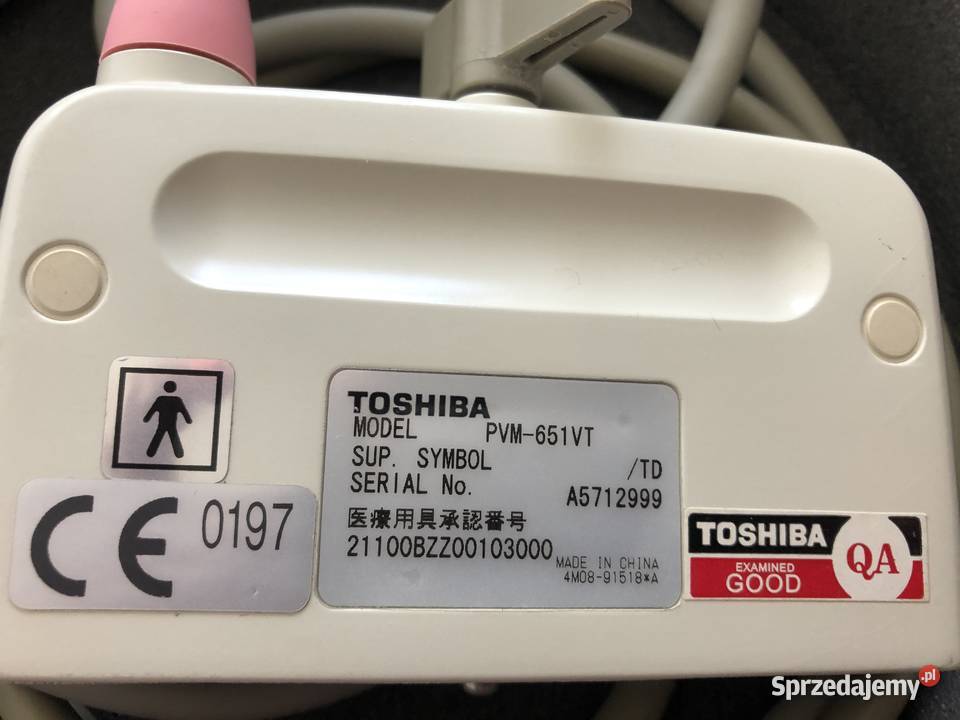 TOSHIBA
MODEL PVM-651VT
SUP. SYMBOL /TD
SERIAL No. A5712999
医療用具承認番号
21100BZZ00103000
MADE IN CHINA
4M08-91518*A
CE 0197
TOSHIBA
EXAMINED
GOOD
QA
Sprzedajemy.pl